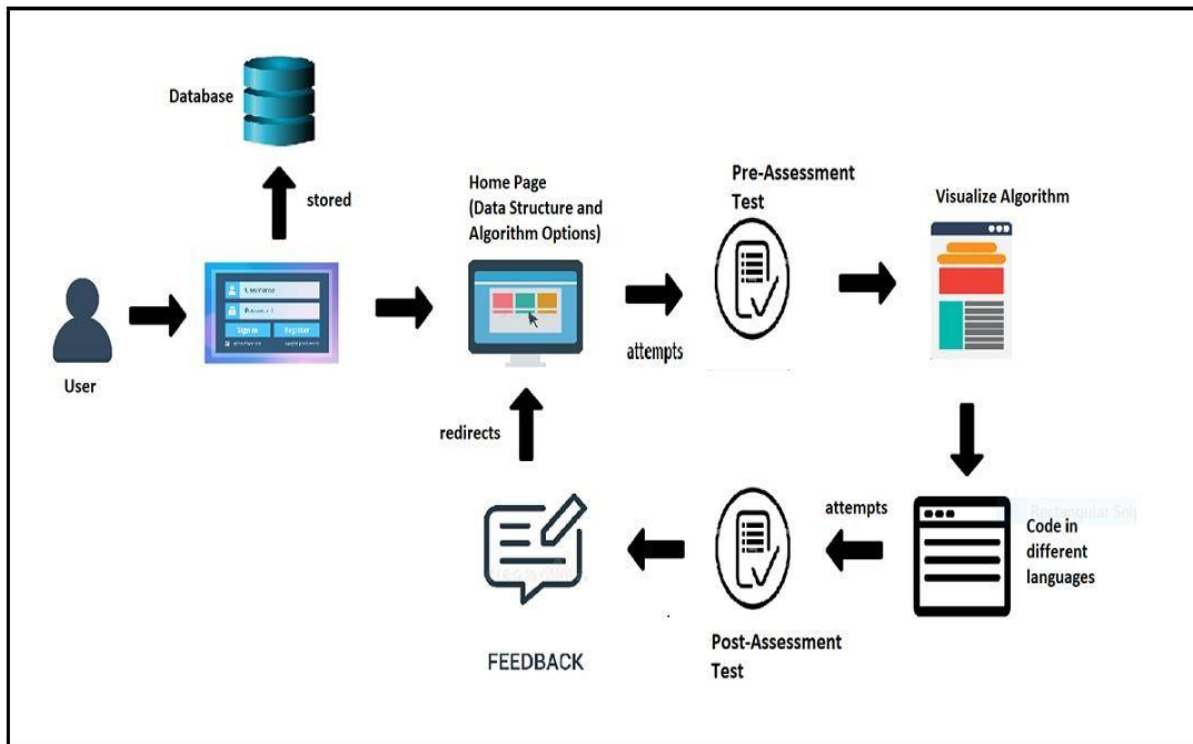 Database
stored
Home Page
(Data Structure and
Algorithm Options)
Pre-Assessment
Test
Visualize Algorithm
Username
Password
Sign in
Register
User
attempts
redirects
attempts
Rectangular Snip
Code in
different
languages
Post-Assessment
Test
FEEDBACK